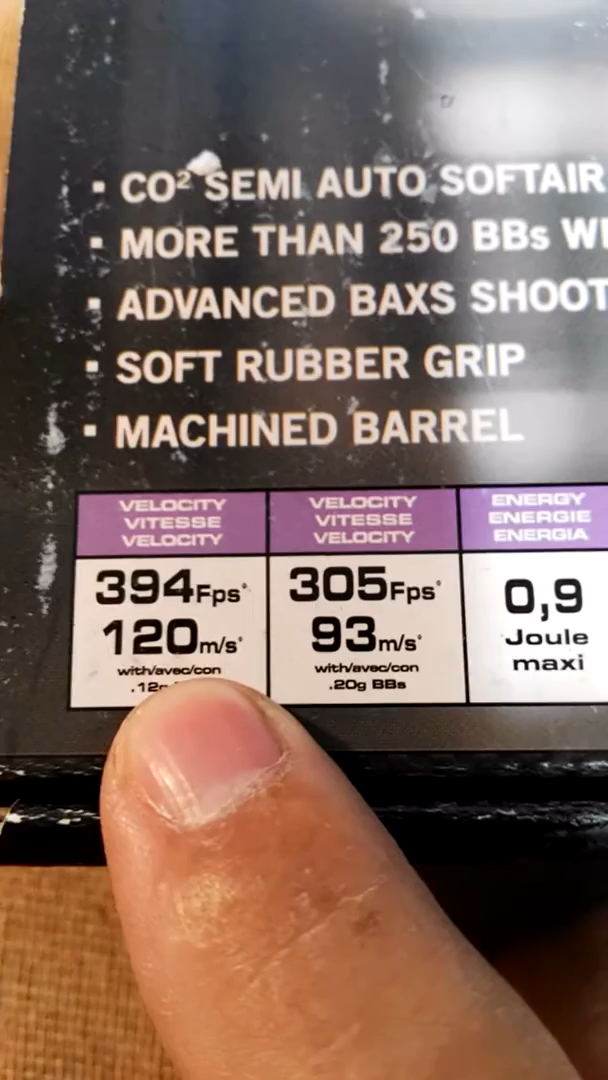 ▪ CO² SEMI AUTO SOFTAIR
▪ MORE THAN 250 BBs
▪ ADVANCED BAXS SHOOT
▪ SOFT RUBBER GRIP
▪ MACHINED BARREL
VELOCITY
VITESSE
VELOCITY
394Fps*
120m/s*
with/avec/con
.12g
VELOCITY
VITESSE
VELOCITY
305Fps*
93m/s*
with/avec/con
.20g BBs
ENERGY
ENERGIE
ENERGIA
0,9
Joule
maxi